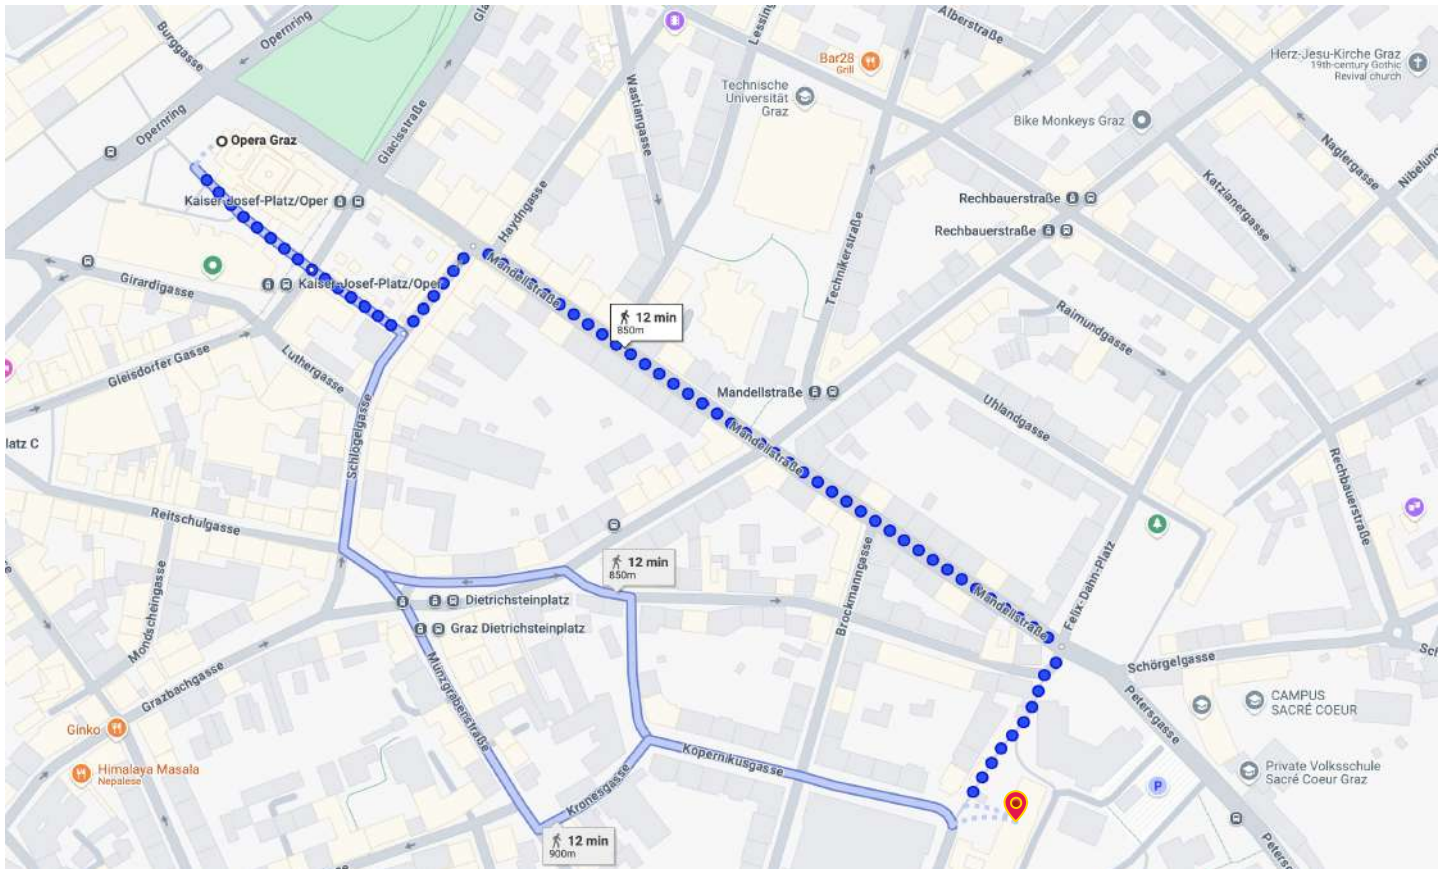 Burggasse
Opernring
Glacisstraße
Opernring
Opera Graz
Kaiser-Josef-Platz/Oper
Haydngasse
Wastiangasse
Technische
Universität
Graz
Bar28
Grill
Alberstraße
Herz-Jesu-Kirche Graz
19th-century Gothic
Revival church
Bike Monkeys Graz
Naglergasse
Katzianergasse
Rechbauerstraße
Rechbauerstraße
Technikerstraße
Girardigasse
Kaiser-Josef-Platz/Oper
Mandellstraße
12 min
850m
Gleisdorfer Gasse
Luthergasse
Raimundgasse
Mandellstraße
Uhlandgasse
Mandellstraße
Schlögelgasse
latz C
Rechbauerstraße
Reitschulgasse
12 min
850m
Dietrichsteinplatz
Graz Dietrichsteinplatz
Brockmanngasse
Mandellstraße
Felix-Dahn-Platz
Mondscheingasse
Grazbachgasse
Münzgrabenstraße
Schörgelgasse
Petersgasse
CAMPUS
SACRÉ COEUR
Ginko
Himalaya Masala
Nepalese
Kopernikusgasse
Kronesgasse
Private Volksschule
Sacré Coeur Graz
P
12 min
900m